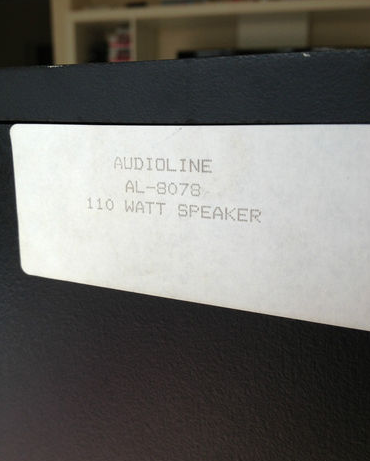 AUDIOLINE
AL-8078
110 WATT SPEAKER